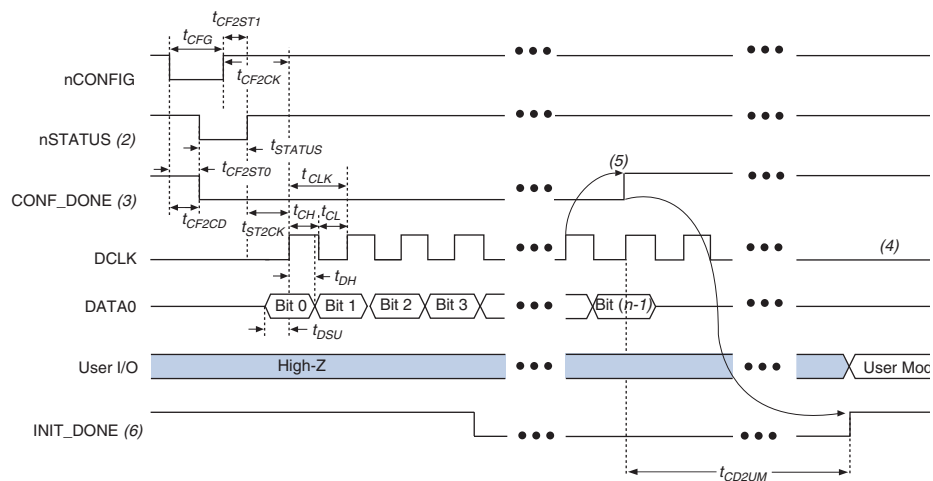 tCF2ST1
tCFG
tCF2CK
nCONFIG
nSTATUS (2)
tSTATUS
tCF2ST0
tCLK
(5)
CONF_DONE (3)
tCF2CD
tST2CK
tCH
tCL
(4)
DCLK
tDH
DATA0
Bit 0
Bit 1
Bit 2
Bit 3
Bit (n-1)
tDSU
User I/O
High-Z
User Mod
INIT_DONE (6)
tCD2UM